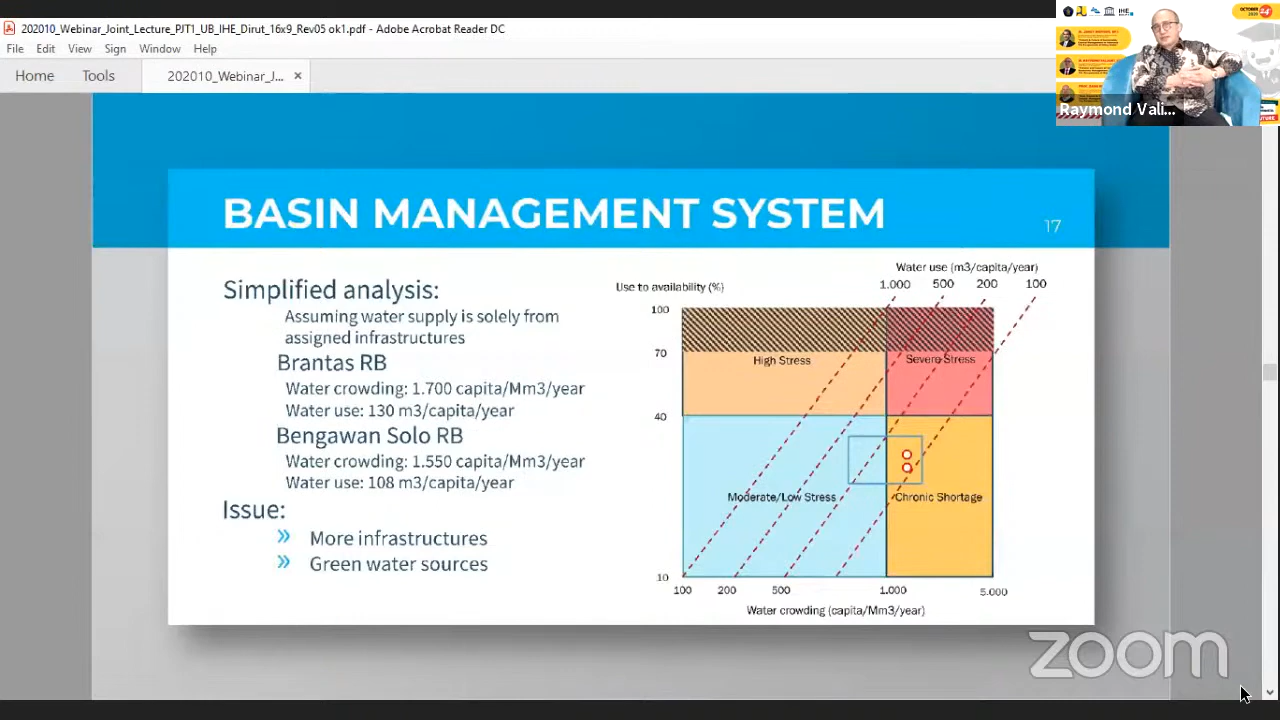 202010_Webinar_Joint_Lecture_PJT1_UB_IHE_Dirut_16x9_Rev05 ok1.pdf - Adobe Acrobat Reader DC
File Edit View Sign Window Help
Home Tools 202010_Webinar_J... ×
OCTOBER
24
2020
IHE
Raymond Vali...
BASIN MANAGEMENT SYSTEM
17
Simplified analysis:
Assuming water supply is solely from
assigned infrastructures
Brantas RB
Water crowding: 1.700 capita/Mm3/year
Water use: 130 m3/capita/year
Bengawan Solo RB
Water crowding: 1.550 capita/Mm3/year
Water use: 108 m3/capita/year
Issue:
» More infrastructures
» Green water sources
Water use (m3/capita/year)
Use to availability (%)
1.000 500 200 100
100
70
40
10
High Stress
Severe Stress
Moderate/Low Stress
Chronic Shortage
100 200 500 1.000 5.000
Water crowding (capita/Mm3/year)
zoom